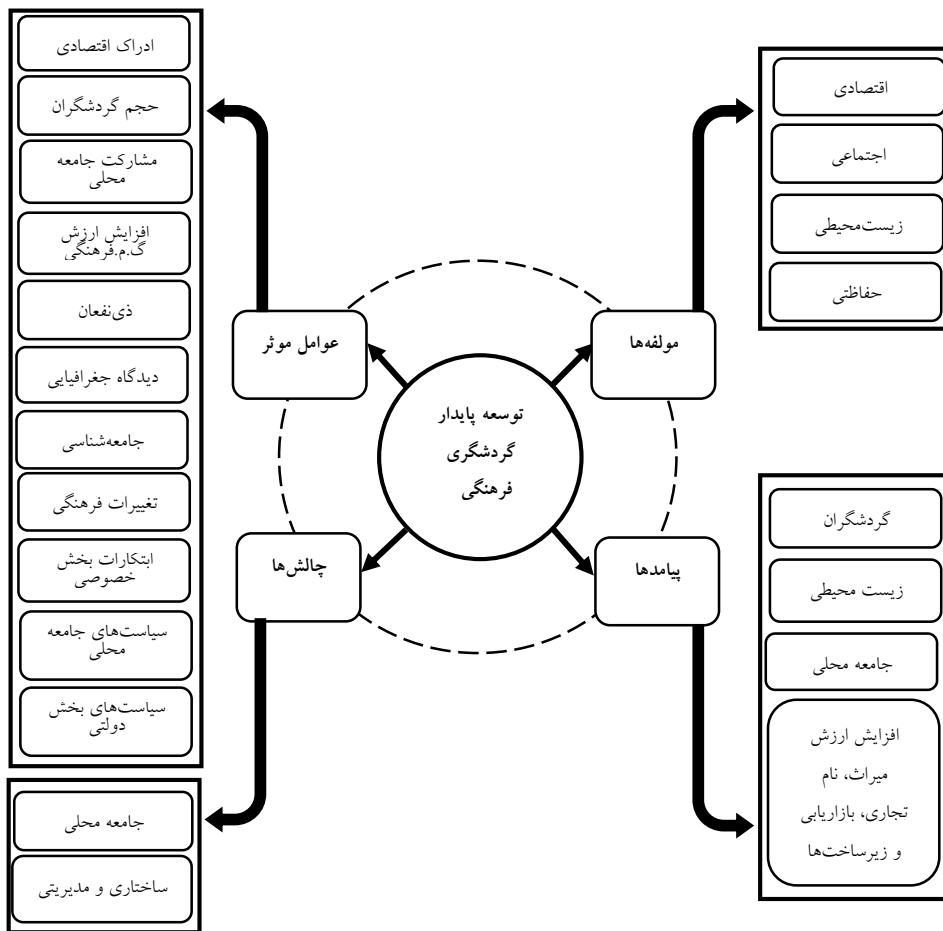 توسعه پایدار
گردشگری
فرهنگی
مولفه‌ها
اقتصادی
اجتماعی
زیست‌محیطی
حفاظتی
عوامل موثر
ادراک اقتصادی
حجم گردشگران
مشارکت جامعه
محلی
افزایش ارزش
گ.م.فرهنگی
ذی‌نفعان
دیدگاه جغرافیایی
جامعه‌شناسی
تغییرات فرهنگی
ابتکارات بخش
خصوصی
سیاست‌های جامعه
محلی
سیاست‌های بخش
دولتی
پیامدها
گردشگران
زیست محیطی
جامعه محلی
افزایش ارزش
میراث، نام
تجاری، بازاریابی
و زیرساخت‌ها
چالش‌ها
جامعه محلی
ساختاری و مدیریتی